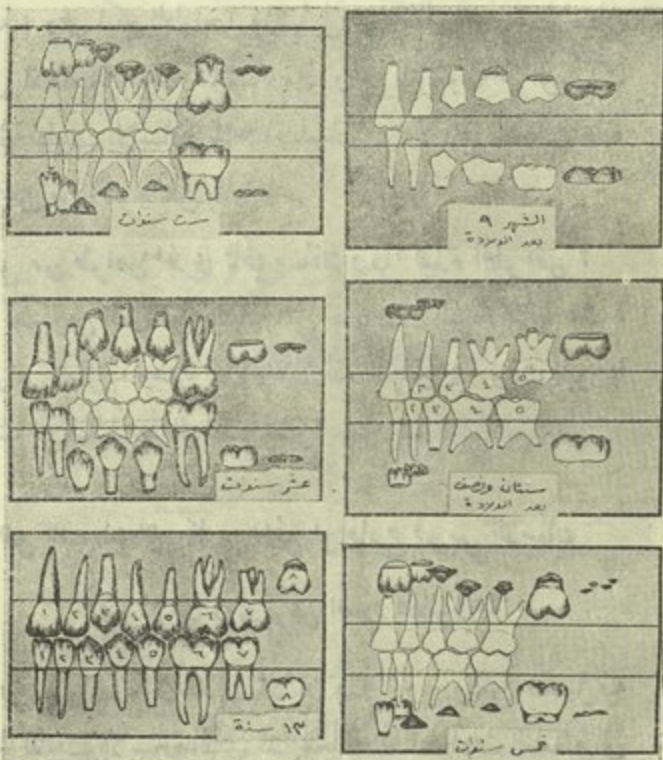 الشهر ٩
بعد الولادة
ست سنوات
سنتان ونصف
بعد الولادة
عشر سنوات
خمس سنوات
١٣ سنة